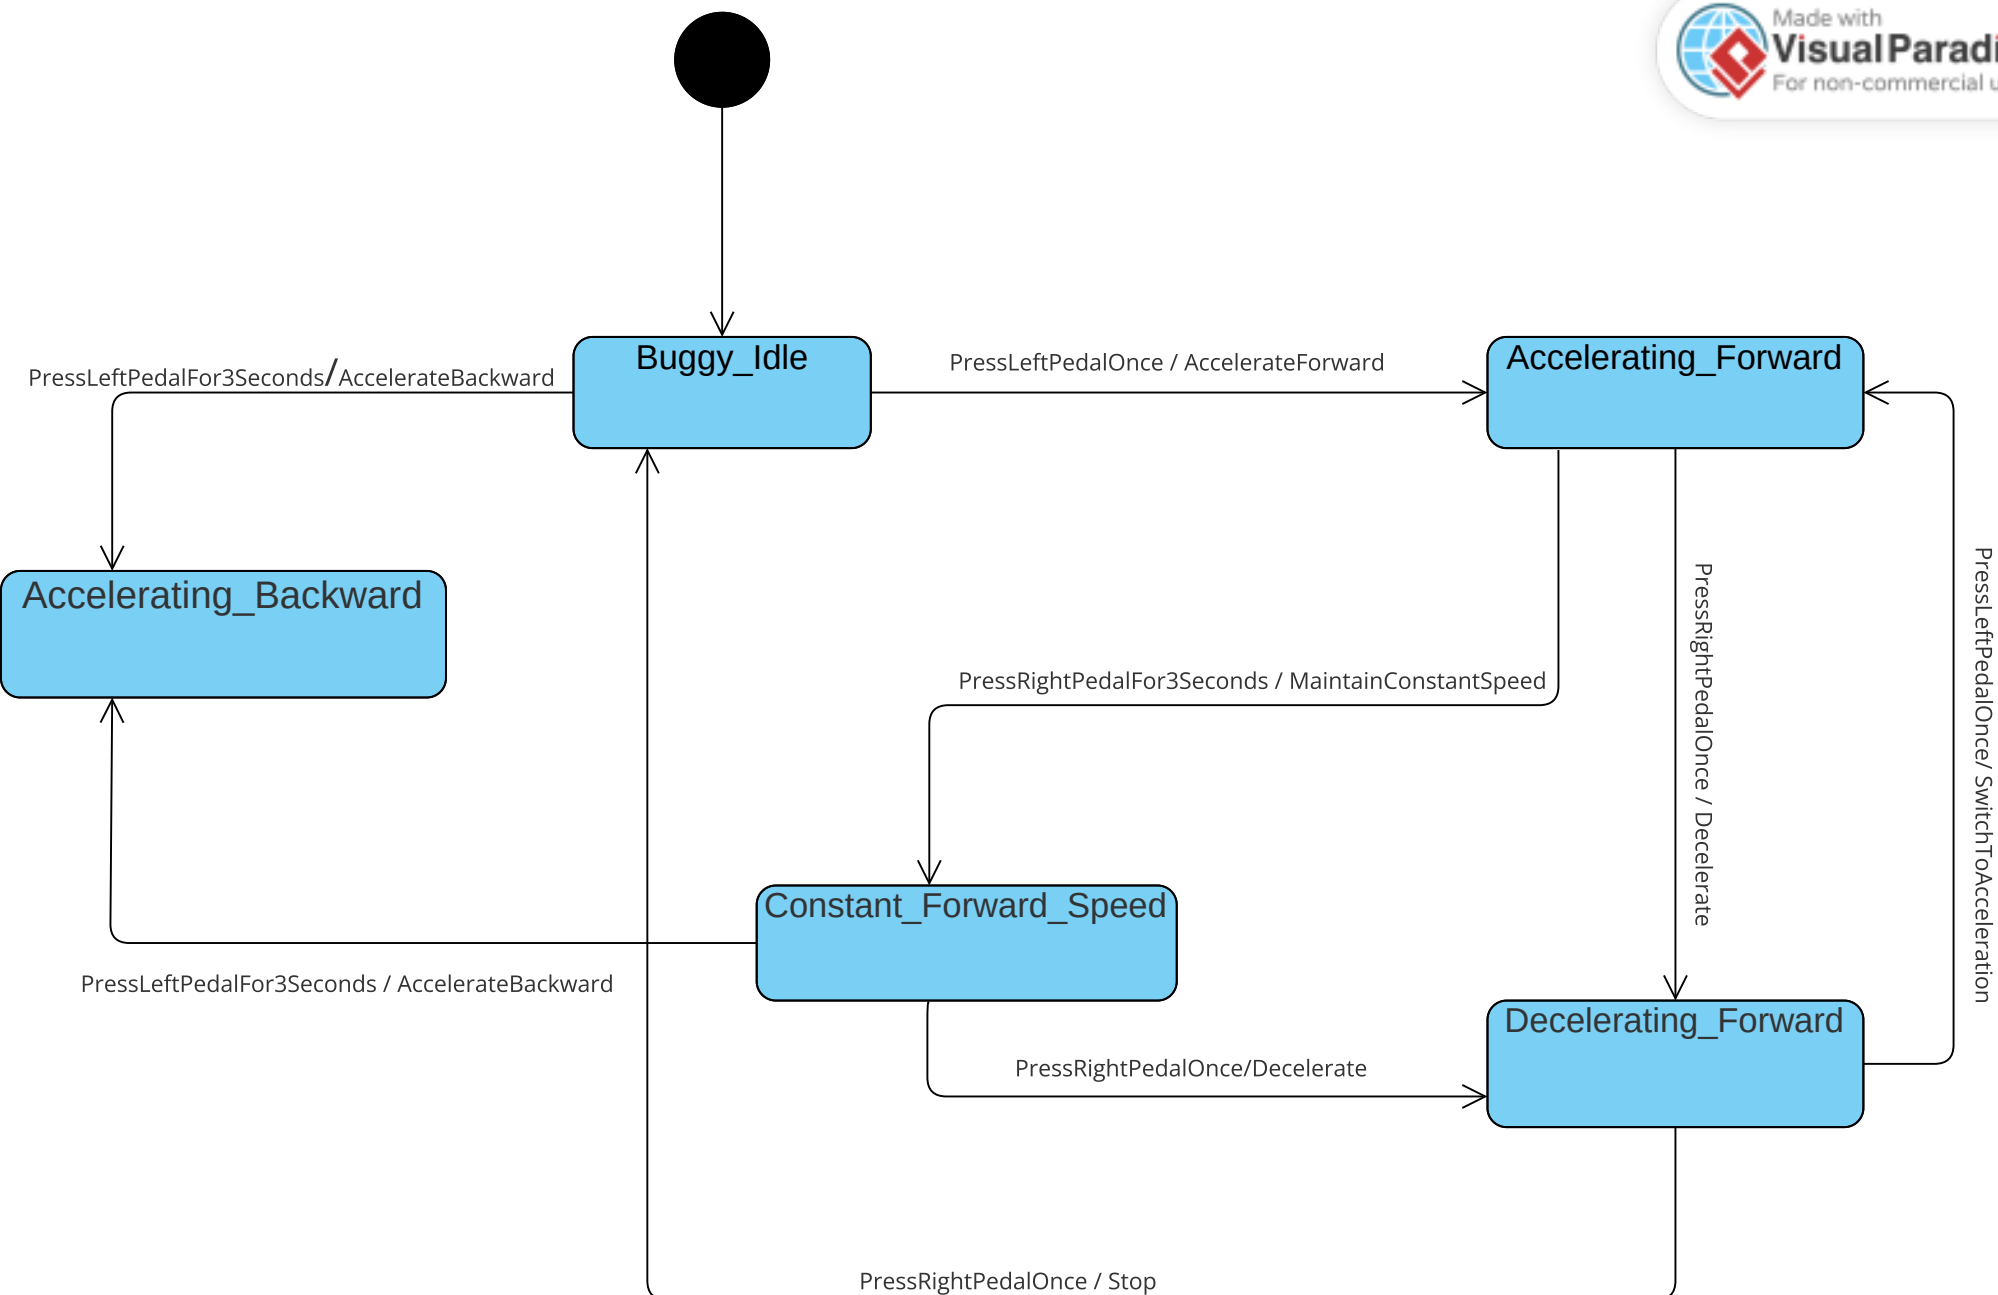 Made with
Visual Paradi
For non-commercial u
Buggy_Idle
PressLeftPedalOnce / AccelerateForward
Accelerating_Forward
PressLeftPedalFor3Seconds/AccelerateBackward
Accelerating_Backward
PressRightPedalFor3Seconds / MaintainConstantSpeed
PressRightPedalOnce / Decelerate
PressLeftPedalOnce/ SwitchToAcceleration
Constant_Forward_Speed
PressLeftPedalFor3Seconds / AccelerateBackward
Decelerating_Forward
PressRightPedalOnce/Decelerate
PressRightPedalOnce / Stop